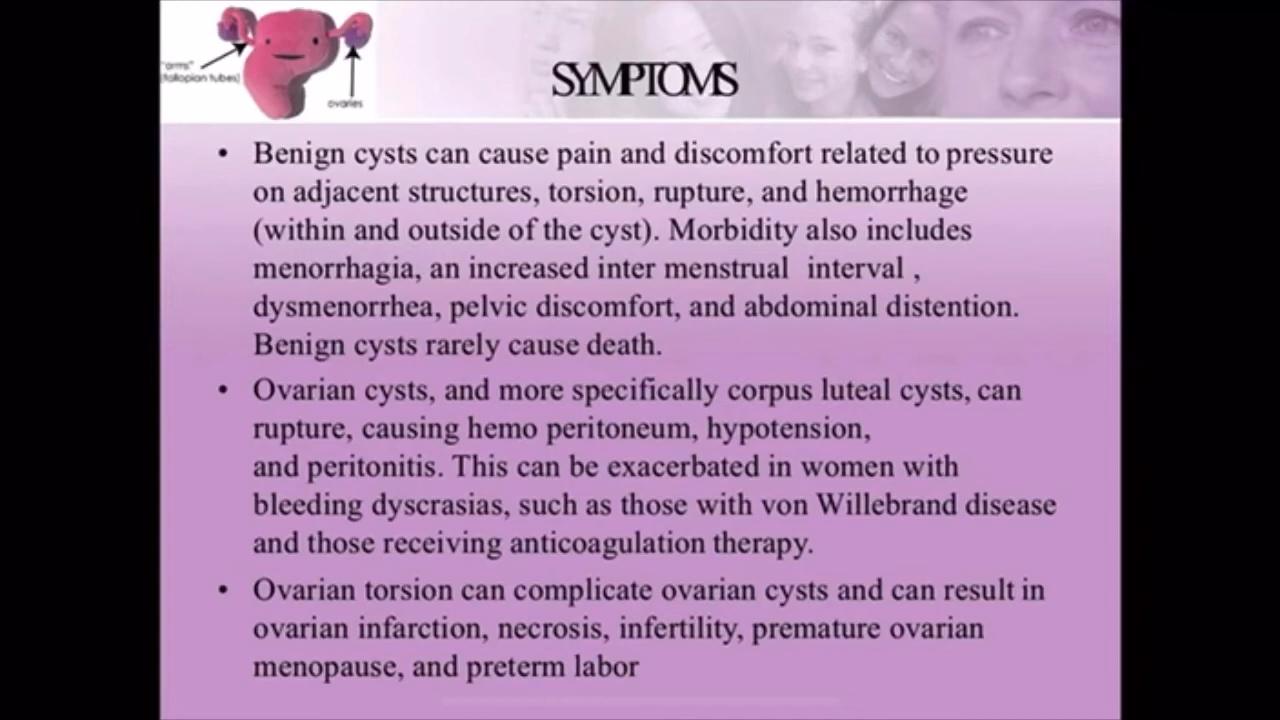 "arms"
(fallopian tubes)
ovaries
SYMPTOMS
• Benign cysts can cause pain and discomfort related to pressure
on adjacent structures, torsion, rupture, and hemorrhage
(within and outside of the cyst). Morbidity also includes
menorrhagia, an increased inter menstrual interval ,
dysmenorrhea, pelvic discomfort, and abdominal distention.
Benign cysts rarely cause death.
• Ovarian cysts, and more specifically corpus luteal cysts, can
rupture, causing hemo peritoneum, hypotension,
and peritonitis. This can be exacerbated in women with
bleeding dyscrasias, such as those with von Willebrand disease
and those receiving anticoagulation therapy.
• Ovarian torsion can complicate ovarian cysts and can result in
ovarian infarction, necrosis, infertility, premature ovarian
menopause, and preterm labor